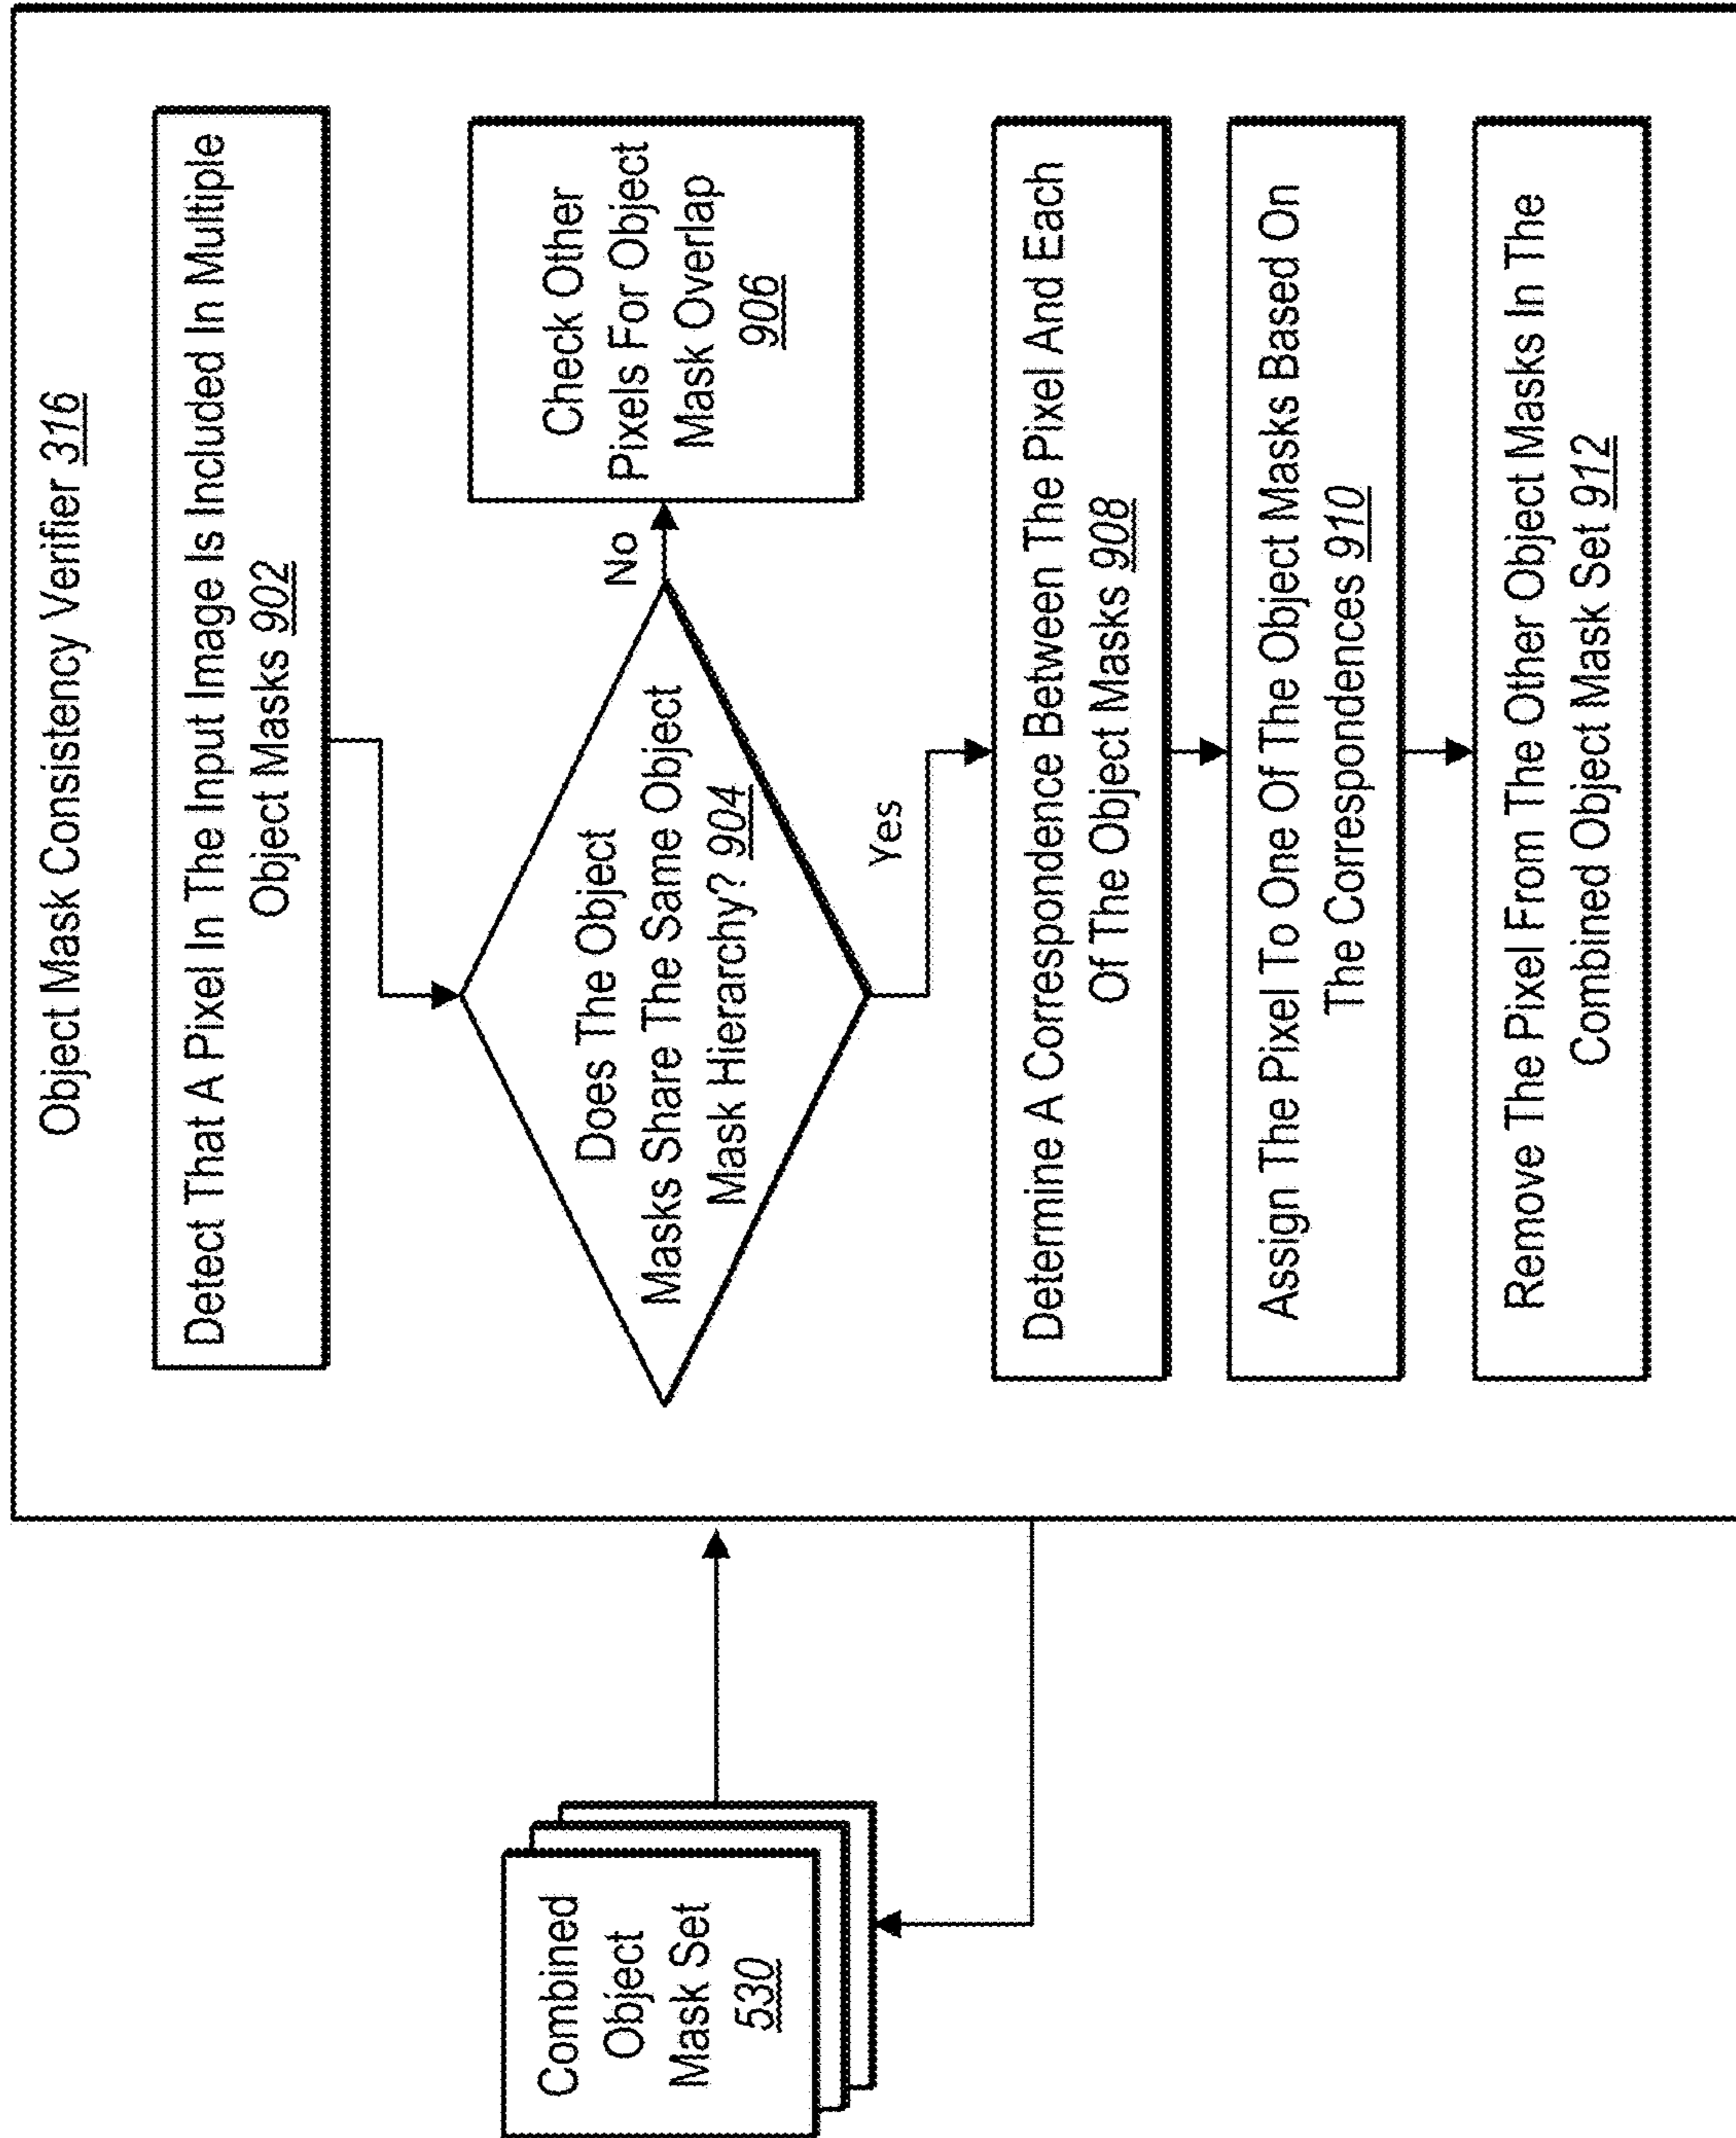 Object Mask Consistency Verifier 316
Detect That A Pixel In The Input Image Is Included In Multiple
Object Masks 902
Does The Object
Masks Share The Same Object
Mask Hierarchy? 904
No
Check Other
Pixels For Object
Mask Overlap
906
Yes
Determine A Correspondence Between The Pixel And Each
Of The Object Masks 908
Assign The Pixel To One Of The Object Masks Based On
The Correspondences 910
Remove The Pixel From The Other Object Masks In The
Combined Object Mask Set 912
Combined
Object
Mask Set
530